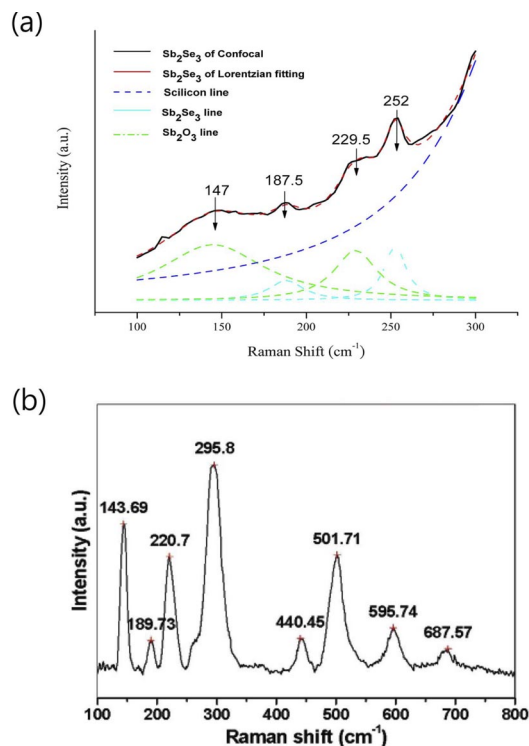 (a)
Sb2Se3 of Confocal
Sb2Se3 of Lorentzian fitting
Scilicon line
Sb2Se3 line
Sb2O3 line
252
229.5
187.5
147
Intensity (a.u.)
100 150 200 250 300
Raman Shift (cm-1)
(b)
295.8
143.69
220.7
501.71
189.73
440.45
595.74
687.57
Intensity (a.u.)
100 200 300 400 500 600 700 800
Raman shift (cm-1)